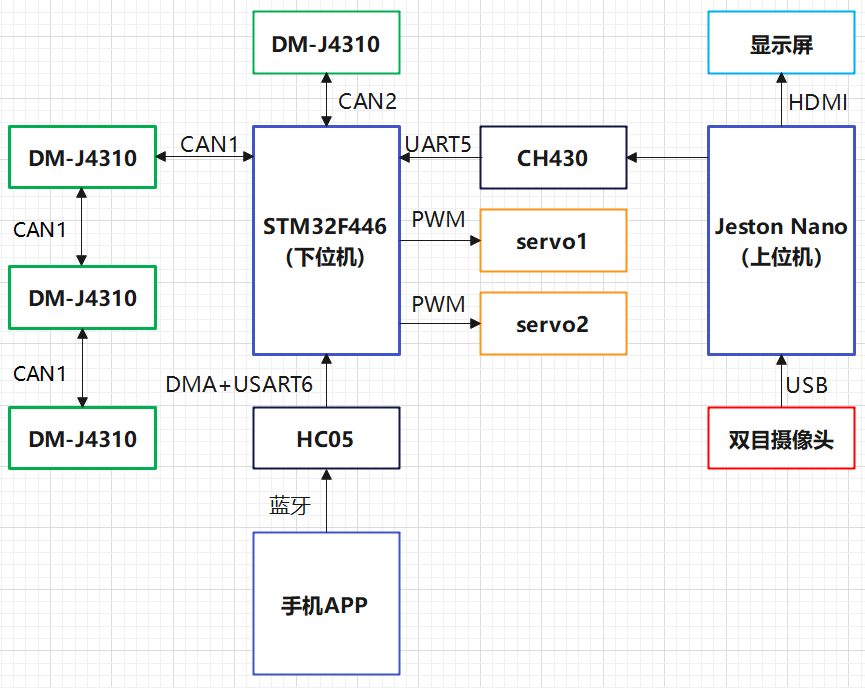 DM-J4310
显示屏
CAN2
HDMI
DM-J4310
CAN1
STM32F446
(下位机)
UART5
CH430
Jeston Nano
(上位机)
CAN1
PWM
servo1
DM-J4310
PWM
servo2
CAN1
DMA+USART6
USB
DM-J4310
HC05
双目摄像头
蓝牙
手机APP